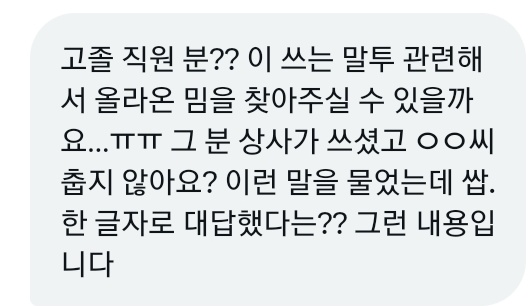 고졸 직원 분?? 이 쓰는 말투 관련해
서 올라온 밈을 찾아주실 수 있을까
요...ㅠㅠ 그 분 상사가 쓰셨고 ㅇㅇ씨
춥지 않아요? 이런 말을 물었는데 쌉.
한 글자로 대답했다는?? 그런 내용입
니다